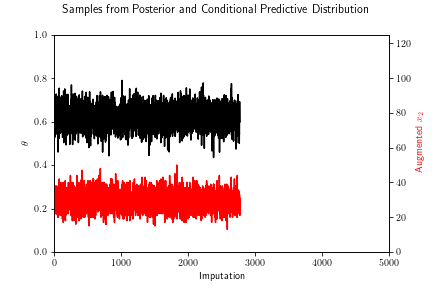 Samples from Posterior and Conditional Predictive Distribution
1.0
0.8
0.6
0.4
0.2
0.0
θ
120
100
80
60
40
20
0
Augmented x₂
0 1000 2000 3000 4000 5000
Imputation